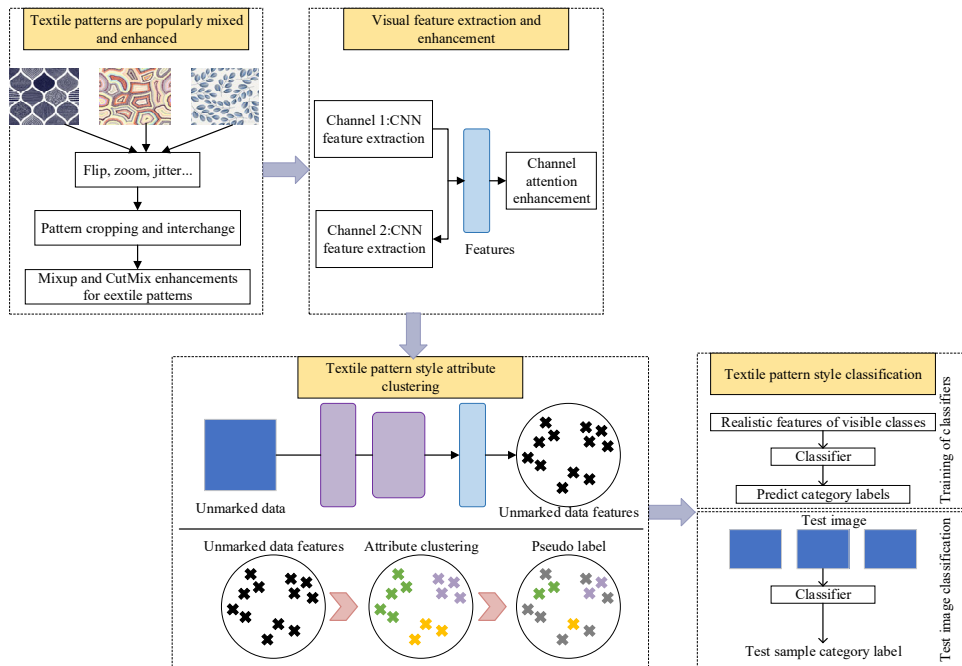 Textile patterns are popularly mixed
and enhanced
Flip, zoom, jitter...
Pattern cropping and interchange
Mixup and CutMix enhancements
for eextile patterns
Visual feature extraction and
enhancement
Channel 1:CNN
feature extraction
Channel 2:CNN
feature extraction
Features
Channel
attention
enhancement
Textile pattern style attribute
clustering
Unmarked data
Unmarked data features
Unmarked data features
Attribute clustering
Pseudo label
Textile pattern style classification
Realistic features of visible classes
Classifier
Predict category labels
Training of classifiers
Test image
Classifier
Test sample category label
Test image classification